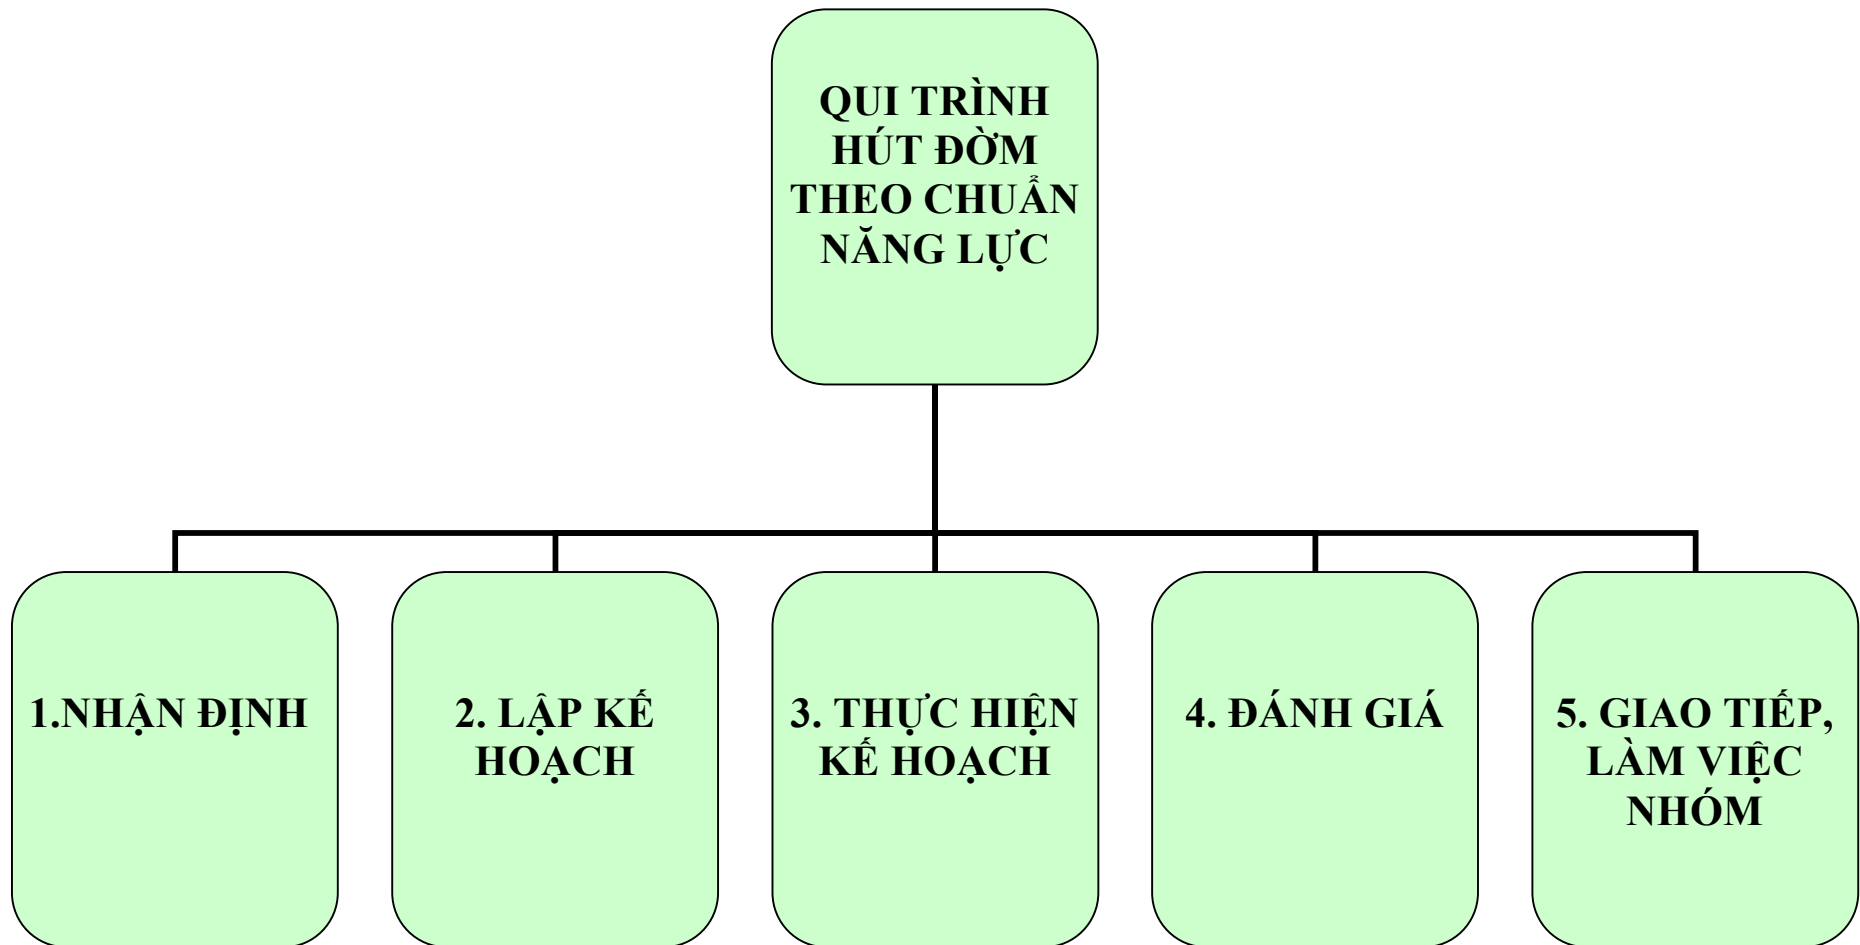 QUI TRÌNH
HÚT ĐỜM
THEO CHUẨN
NĂNG LỰC
1.NHẬN ĐỊNH
2. LẬP KẾ
HOẠCH
3. THỰC HIỆN
KẾ HOẠCH
4. ĐÁNH GIÁ
5. GIAO TIẾP,
LÀM VIỆC
NHÓM